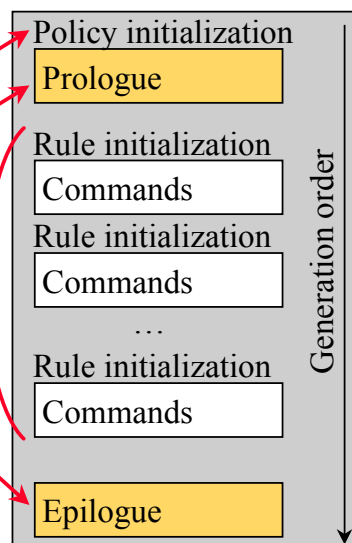 Policy initialization
Prologue
Rule initialization
Commands
Rule initialization
Commands
…
Rule initialization
Commands
Epilogue
Generation order